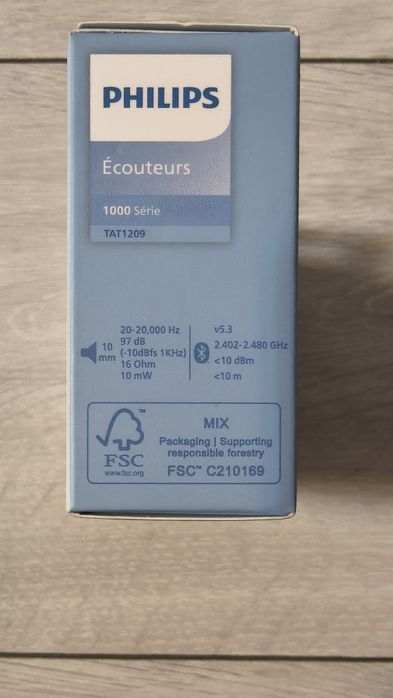 PHILIPS
Écouteurs
1000 Série
TAT1209
10
mm
20-20,000 Hz
97 dB
(-10dBfs 1KHz)
16 Ohm
10 mW
v5.3
2.402-2.480 GHz
<10 dBm
<10 m
FSC
www.fsc.org
MIX
Packaging | Supporting
responsible forestry
FSC™ C210169